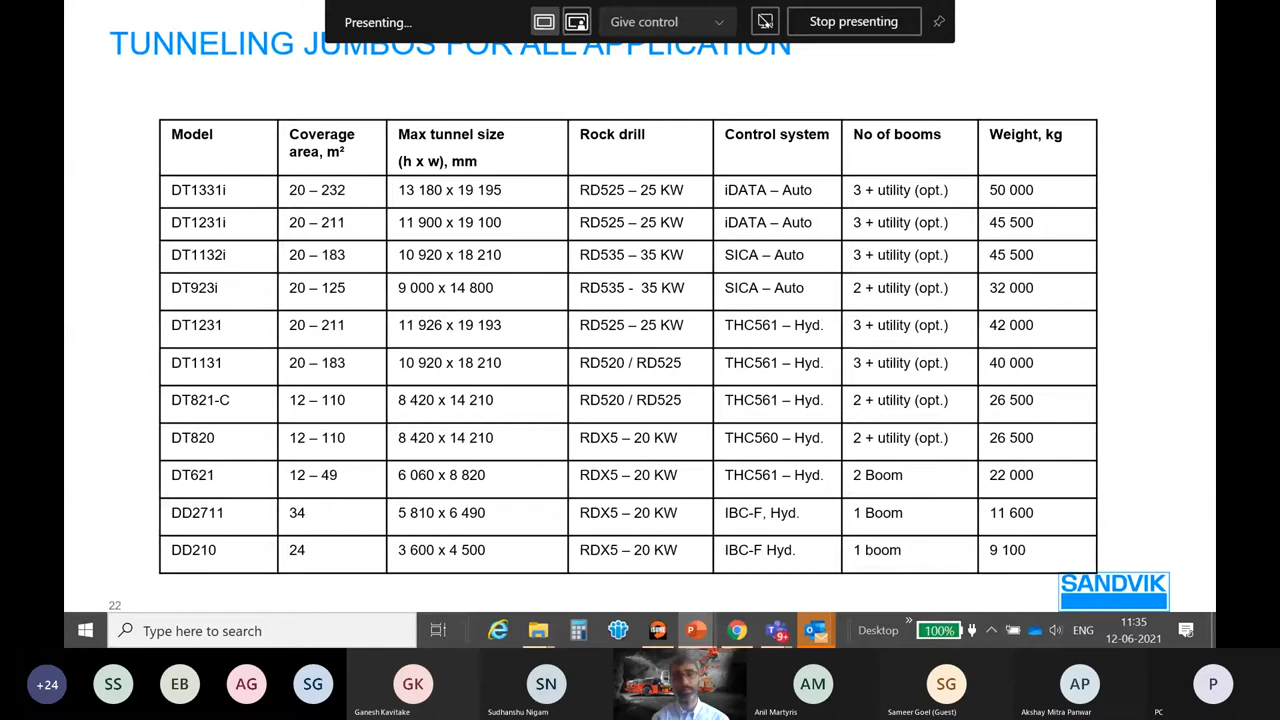 Presenting...
Give control
Stop presenting
TUNNELING JUMBOS FOR ALL APPLICATION
Model Coverage area, m² Max tunnel size (h x w), mm Rock drill Control system No of booms Weight, kg
DT1331i 20 – 232 13 180 x 19 195 RD525 – 25 KW iDATA – Auto 3 + utility (opt.) 50 000
DT1231i 20 – 211 11 900 x 19 100 RD525 – 25 KW iDATA – Auto 3 + utility (opt.) 45 500
DT1132i 20 – 183 10 920 x 18 210 RD535 – 35 KW SICA – Auto 3 + utility (opt.) 45 500
DT923i 20 – 125 9 000 x 14 800 RD535 - 35 KW SICA – Auto 2 + utility (opt.) 32 000
DT1231 20 – 211 11 926 x 19 193 RD525 – 25 KW THC561 – Hyd. 3 + utility (opt.) 42 000
DT1131 20 – 183 10 920 x 18 210 RD520 / RD525 THC561 – Hyd. 3 + utility (opt.) 40 000
DT821-C 12 – 110 8 420 x 14 210 RD520 / RD525 THC561 – Hyd. 2 + utility (opt.) 26 500
DT820 12 – 110 8 420 x 14 210 RDX5 – 20 KW THC560 – Hyd. 2 + utility (opt.) 26 500
DT621 12 – 49 6 060 x 8 820 RDX5 – 20 KW THC561 – Hyd. 2 Boom 22 000
DD2711 34 5 810 x 6 490 RDX5 – 20 KW IBC-F, Hyd. 1 Boom 11 600
DD210 24 3 600 x 4 500 RDX5 – 20 KW IBC-F Hyd. 1 boom 9 100
SANDVIK
22
Type here to search
9+
Desktop
100%
ENG
11:35
12-06-2021
+24
SS
EB
AG
SG
GK
SN
AM
SG
AP
P
Ganesh Kavitake
Sudhanshu Nigam
Anil Martyris
Sameer Goel (Guest)
Akshay Mitra Panwar
PC